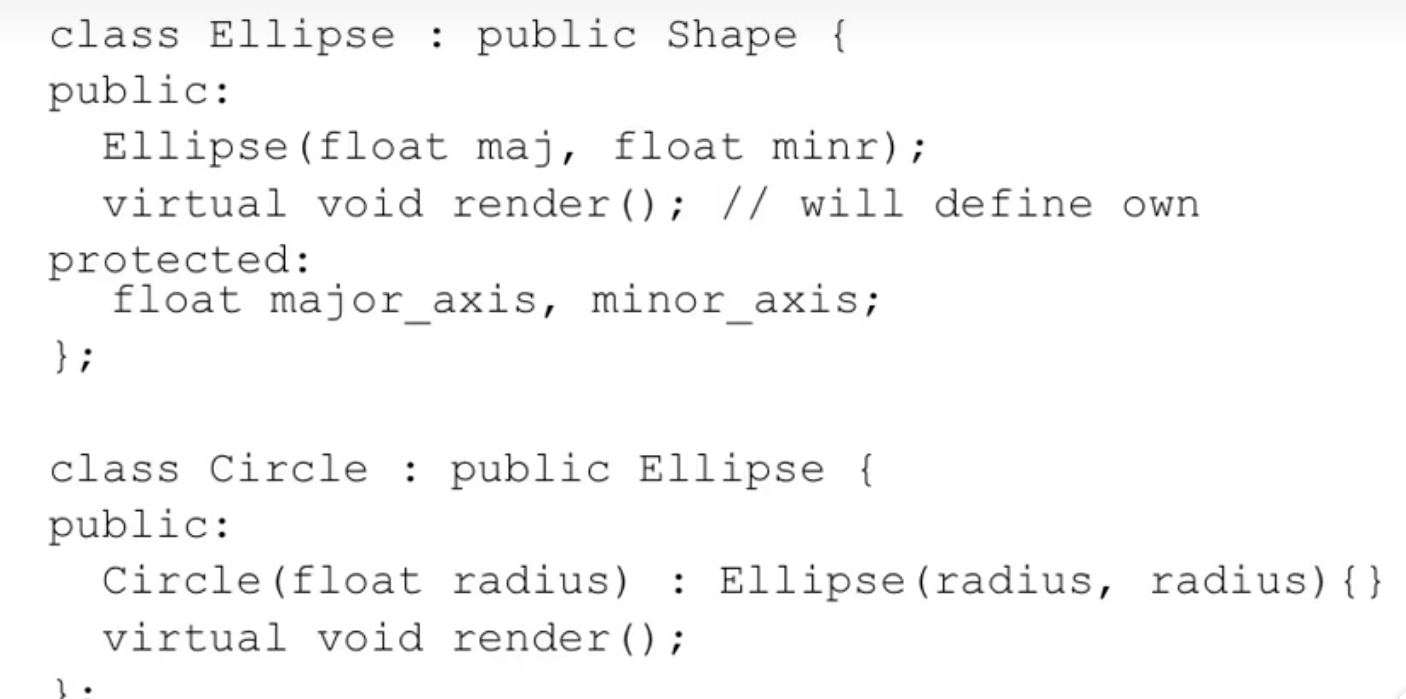 class Ellipse : public Shape {
public:
  Ellipse(float maj, float minr);
  virtual void render(); // will define own
protected:
  float major_axis, minor_axis;
};

class Circle : public Ellipse {
public:
  Circle(float radius) : Ellipse(radius, radius){}
  virtual void render();
};